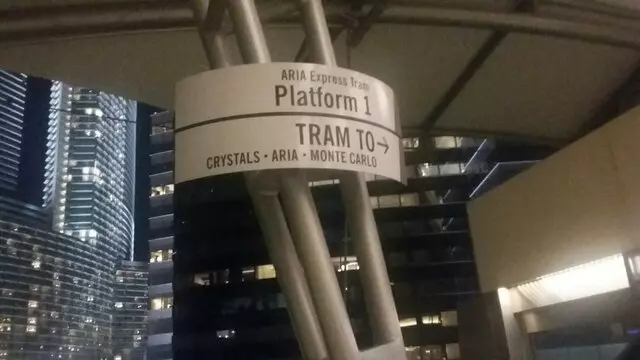 ARIA Express Tram
Platform 1
TRAM TO→
CRYSTALS • ARIA • MONTE CARLO